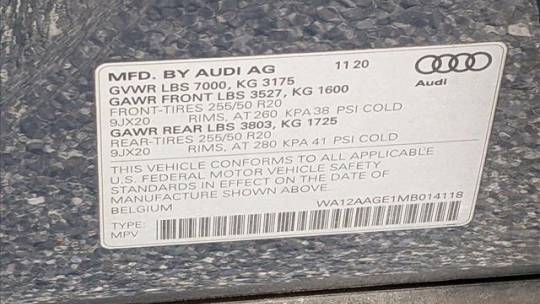 MFD. BY AUDI AG 11 20
GVWR LBS 7000, KG 3175
GAWR FRONT LBS 3527, KG 1600
FRONT-TIRES 255/50 R20
9JX20 RIMS, AT 260 KPA 38 PSI COLD
GAWR REAR LBS 3803, KG 1725
REAR-TIRES 255/50 R20
9JX20 RIMS, AT 280 KPA 41 PSI COLD
Audi
THIS VEHICLE CONFORMS TO ALL APPLICABLE
U.S. FEDERAL MOTOR VEHICLE SAFETY
STANDARDS IN EFFECT ON THE DATE OF
MANUFACTURE SHOWN ABOVE.
BELGIUM WA12AAGE1MB014118
TYPE:
MPV